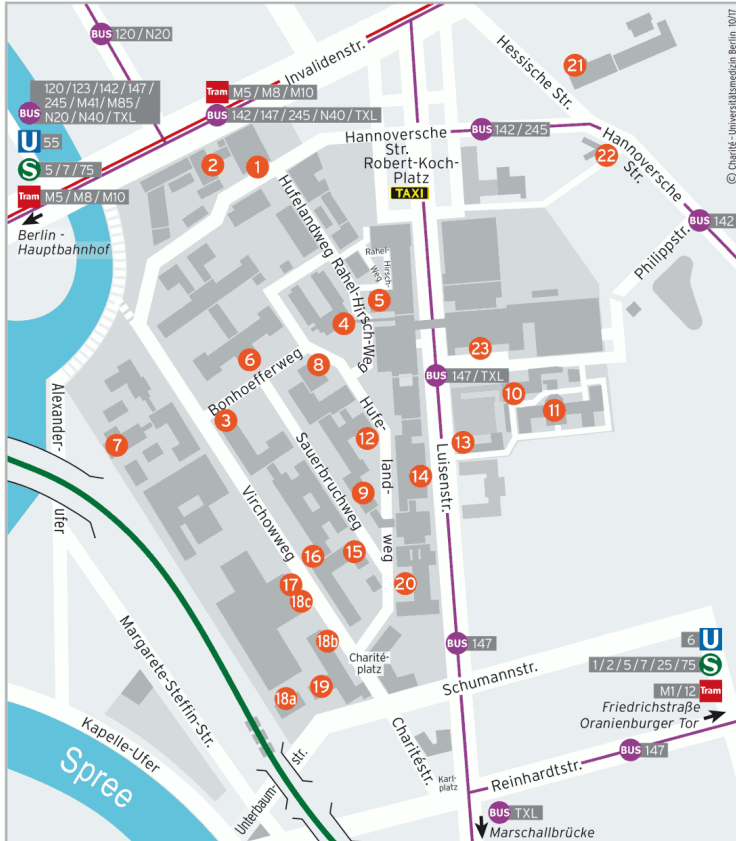 BUS 120 / N20
120 / 123 / 142 / 147 /
245 / M41 / M85 /
N20 / N40 / TXL
BUS
U 55
S 5 / 7 / 75
Tram M5 / M8 / M10
Berlin -
Hauptbahnhof
Invalidenstr.
Tram M5 / M8 / M10
BUS 142 / 147 / 245 / N40 / TXL
Hannoversche
Str.
Robert-Koch-
Platz
TAXI
BUS 142 / 245
Hessische Str.
21
© Charité - Universitätsmedizin Berlin 10/17
Hannoversche
Str.
22
BUS 142
Philippstr.
2
1
Hufelandweg
Rahel-Hirsch-Weg
Rahel-
Hirsch-
weg
5
4
6
8
Bonhoefferweg
3
7
23
BUS 147 / TXL
10
11
13
12
14
9
Hufe-
land-
weg
Luisenstr.
Sauerbruchweg
Virchowweg
Alexander-
ufer
16
15
17
18c
20
18b
19
18a
Charité-
platz
BUS 147
Schumannstr.
6 U
1 / 2 / 5 / 7 / 25 / 75 S
M1 / 12 Tram
Friedrichstraße
Oranienburger Tor
Margarete-Steffin-Str.
Kapelle-Ufer
Spree
Unterbaum-
str.
Charitéstr.
Karl-
platz
Reinhardtstr.
BUS 147
BUS TXL
Marschallbrücke